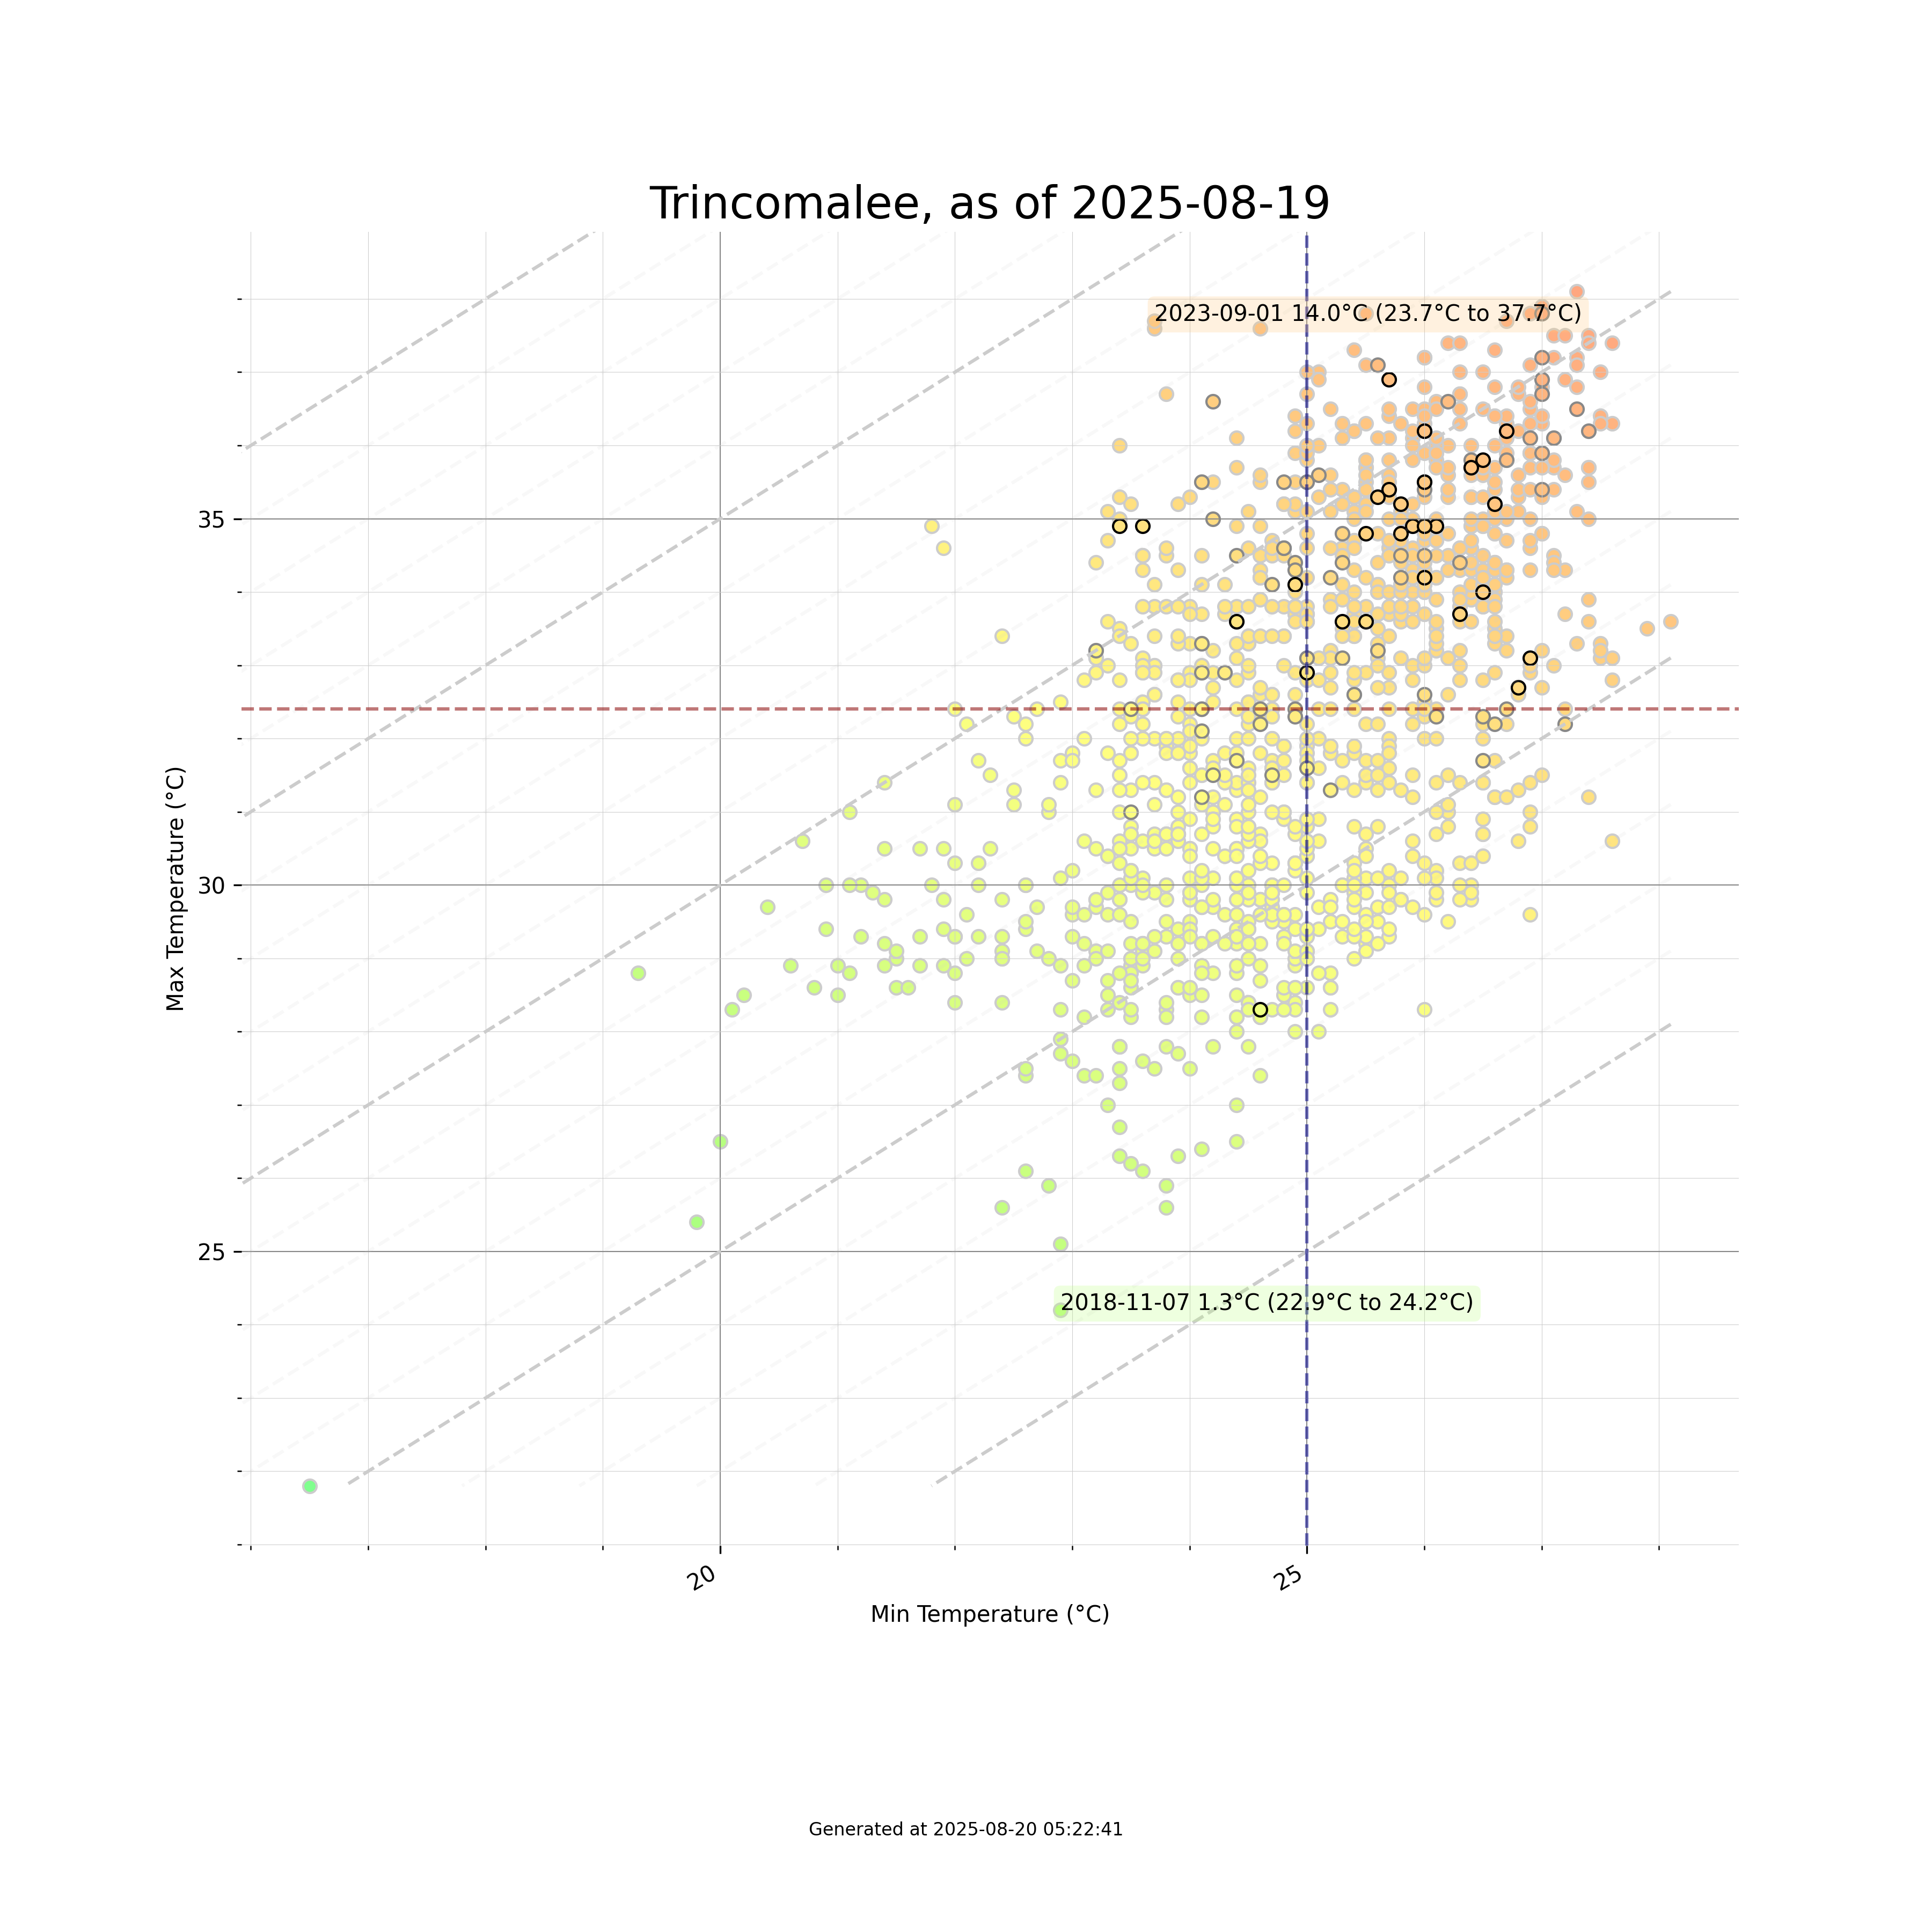 Trincomalee, as of 2025-08-19
2023-09-01 14.0°C (23.7°C to 37.7°C)
35
Max Temperature (°C)
30
25
2018-11-07 1.3°C (22.9°C to 24.2°C)
20
25
Min Temperature (°C)
Generated at 2025-08-20 05:22:41